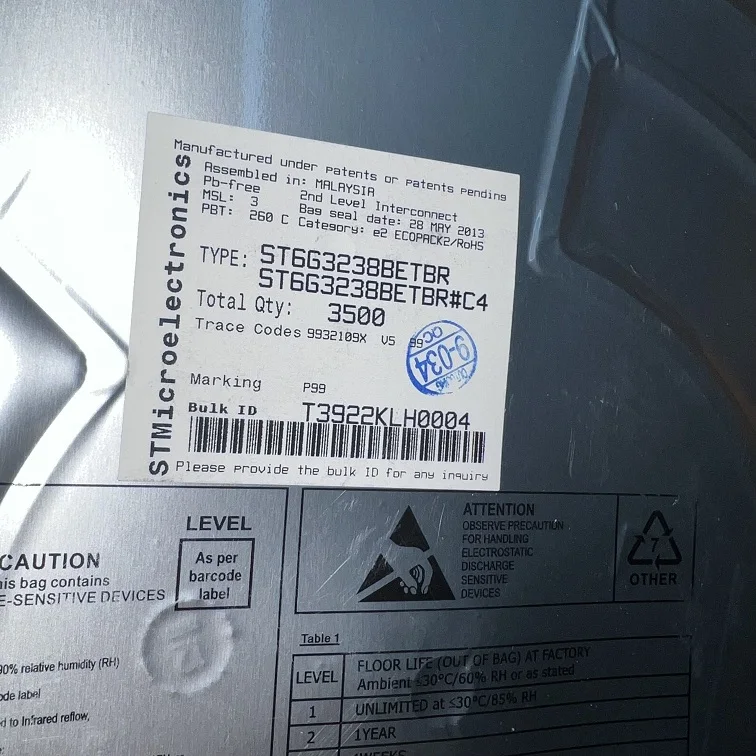 STMicroelectronics
Manufactured under patents or patents pending
Assembled in: MALAYSIA
Pb-free 2nd Level Interconnect
MSL: 3 Bag seal date: 28 MAY 2013
PBT: 260 C Category: e2 ECOPACK2/RoHS
TYPE: ST6G3238BETBR
ST6G3238BETBR#C4
Total Qty: 3500
Trace Codes 9932109X V5 99
QC
9-034
Marking P99
Bulk ID T3922KLH0004
Please provide the bulk ID for any inquiry
CAUTION
is bag contains
E-SENSITIVE DEVICES
LEVEL
As per
barcode
label
0% relative humidity (RH)
ode label
d to Infrared reflow,
ATTENTION
OBSERVE PRECAUTION
FOR HANDLING
ELECTROSTATIC
DISCHARGE
SENSITIVE
DEVICES
7
OTHER
Table 1
LEVEL FLOOR LIFE (OUT OF BAG) AT FACTORY
Ambient ≤30°C/60% RH or as stated
1 UNLIMITED at ≤30°C/85% RH
2 1YEAR